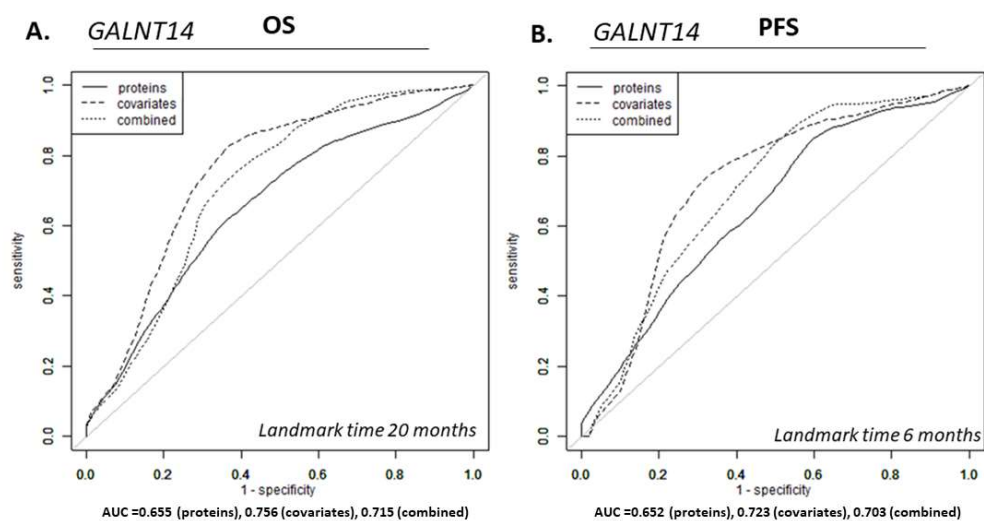 A. GALNT14 OS
proteins
covariates
combined
sensitivity
0.0
0.2
0.4
0.6
0.8
1.0
Landmark time 20 months
0.0 0.2 0.4 0.6 0.8 1.0
1 - specificity
AUC =0.655 (proteins), 0.756 (covariates), 0.715 (combined)
B. GALNT14 PFS
proteins
covariates
combined
sensitivity
0.0
0.2
0.4
0.6
0.8
1.0
Landmark time 6 months
0.0 0.2 0.4 0.6 0.8 1.0
1 - specificity
AUC =0.652 (proteins), 0.723 (covariates), 0.703 (combined)